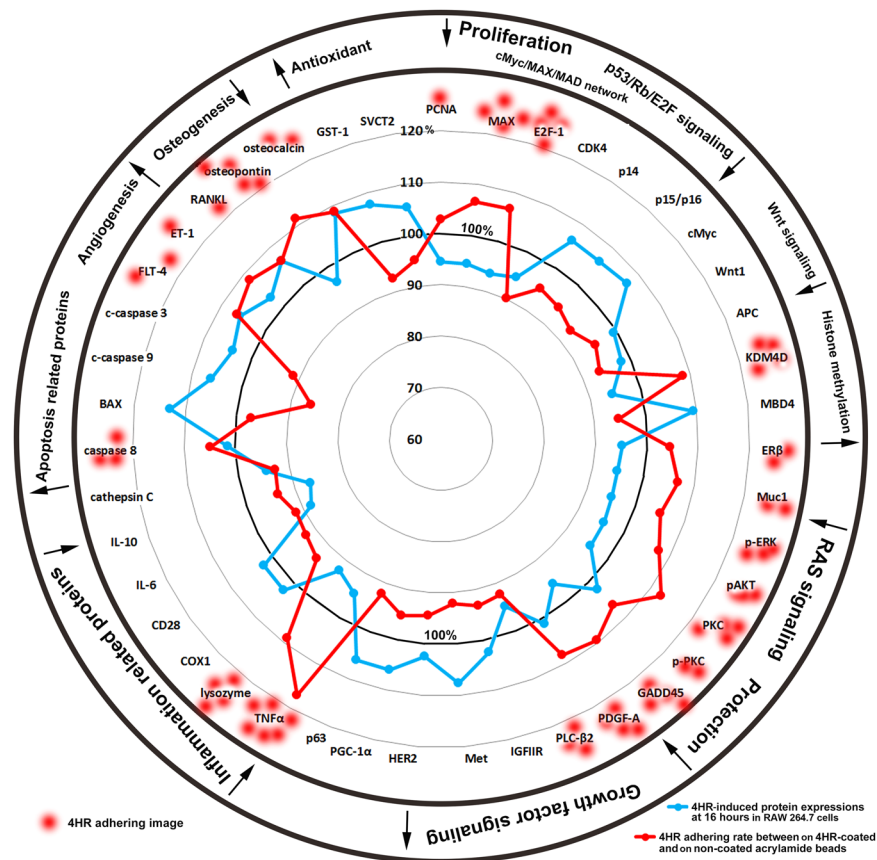 Proliferation
cMyc/MAX/MAD network
p53/Rb/E2F signaling
Wnt signaling
Histone methylation
RAS signaling
Protection
Growth factor signaling
Inflammation related proteins
Apoptosis related proteins
Angiogenesis
Osteogenesis
Antioxidant
PCNA
MAX
E2F-1
CDK4
p14
p15/p16
cMyc
Wnt1
APC
KDM4D
MBD4
ERβ
Muc1
p-ERK
pAKT
PKC
p-PKC
GADD45
PDGF-A
PLC-β2
IGFIIR
Met
HER2
PGC-1α
p63
TNFα
lysozyme
COX1
CD28
IL-6
IL-10
cathepsin C
caspase 8
BAX
c-caspase 9
c-caspase 3
FLT-4
ET-1
RANKL
osteopontin
osteocalcin
GST-1
SVCT2
120%
110
100
100%
90
80
70
60
100%
4HR adhering image
4HR-induced protein expressions
at 16 hours in RAW 264.7 cells
4HR adhering rate between on 4HR-coated
and on non-coated acrylamide beads